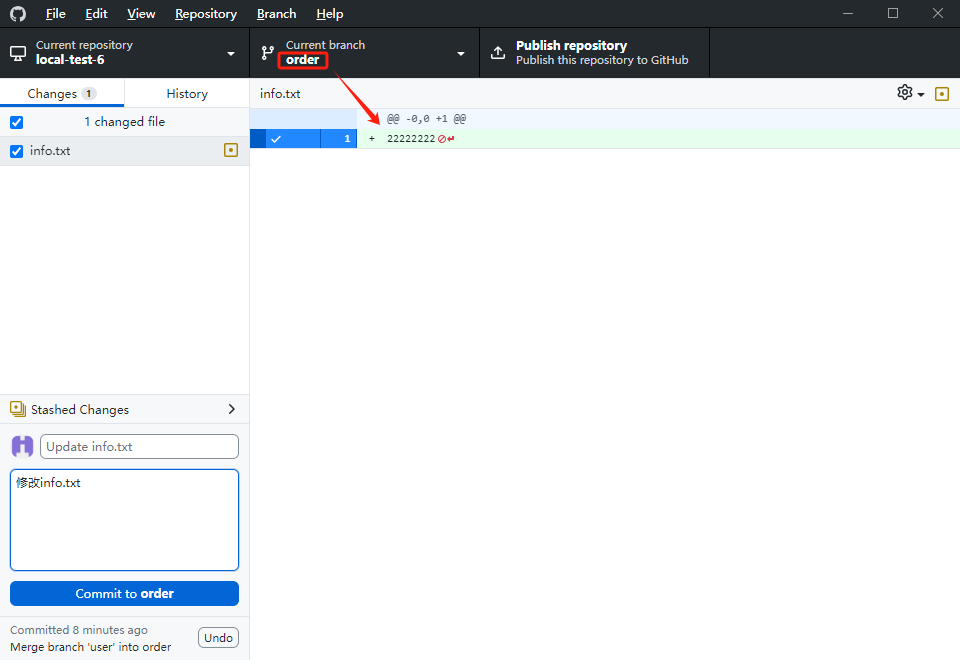 File Edit View Repository Branch Help
Current repository
local-test-6
Current branch
order
Publish repository
Publish this repository to GitHub
Changes 1
History
info.txt
1 changed file
@@ -0,0 +1 @@
info.txt
1 + 22222222
Stashed Changes
Update info.txt
修改info.txt
Commit to order
Committed 8 minutes ago
Merge branch 'user' into order
Undo